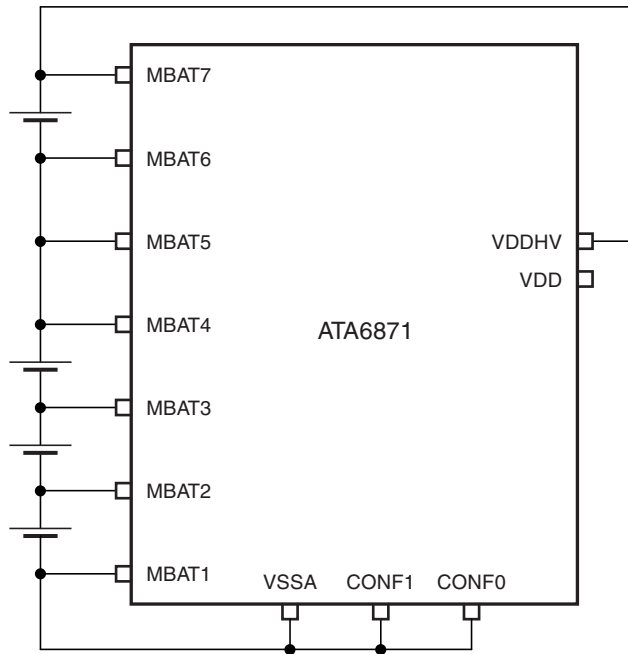 MBAT7
MBAT6
MBAT5
VDDHV
VDD
MBAT4
ATA6871
MBAT3
MBAT2
MBAT1
VSSA
CONF1
CONF0